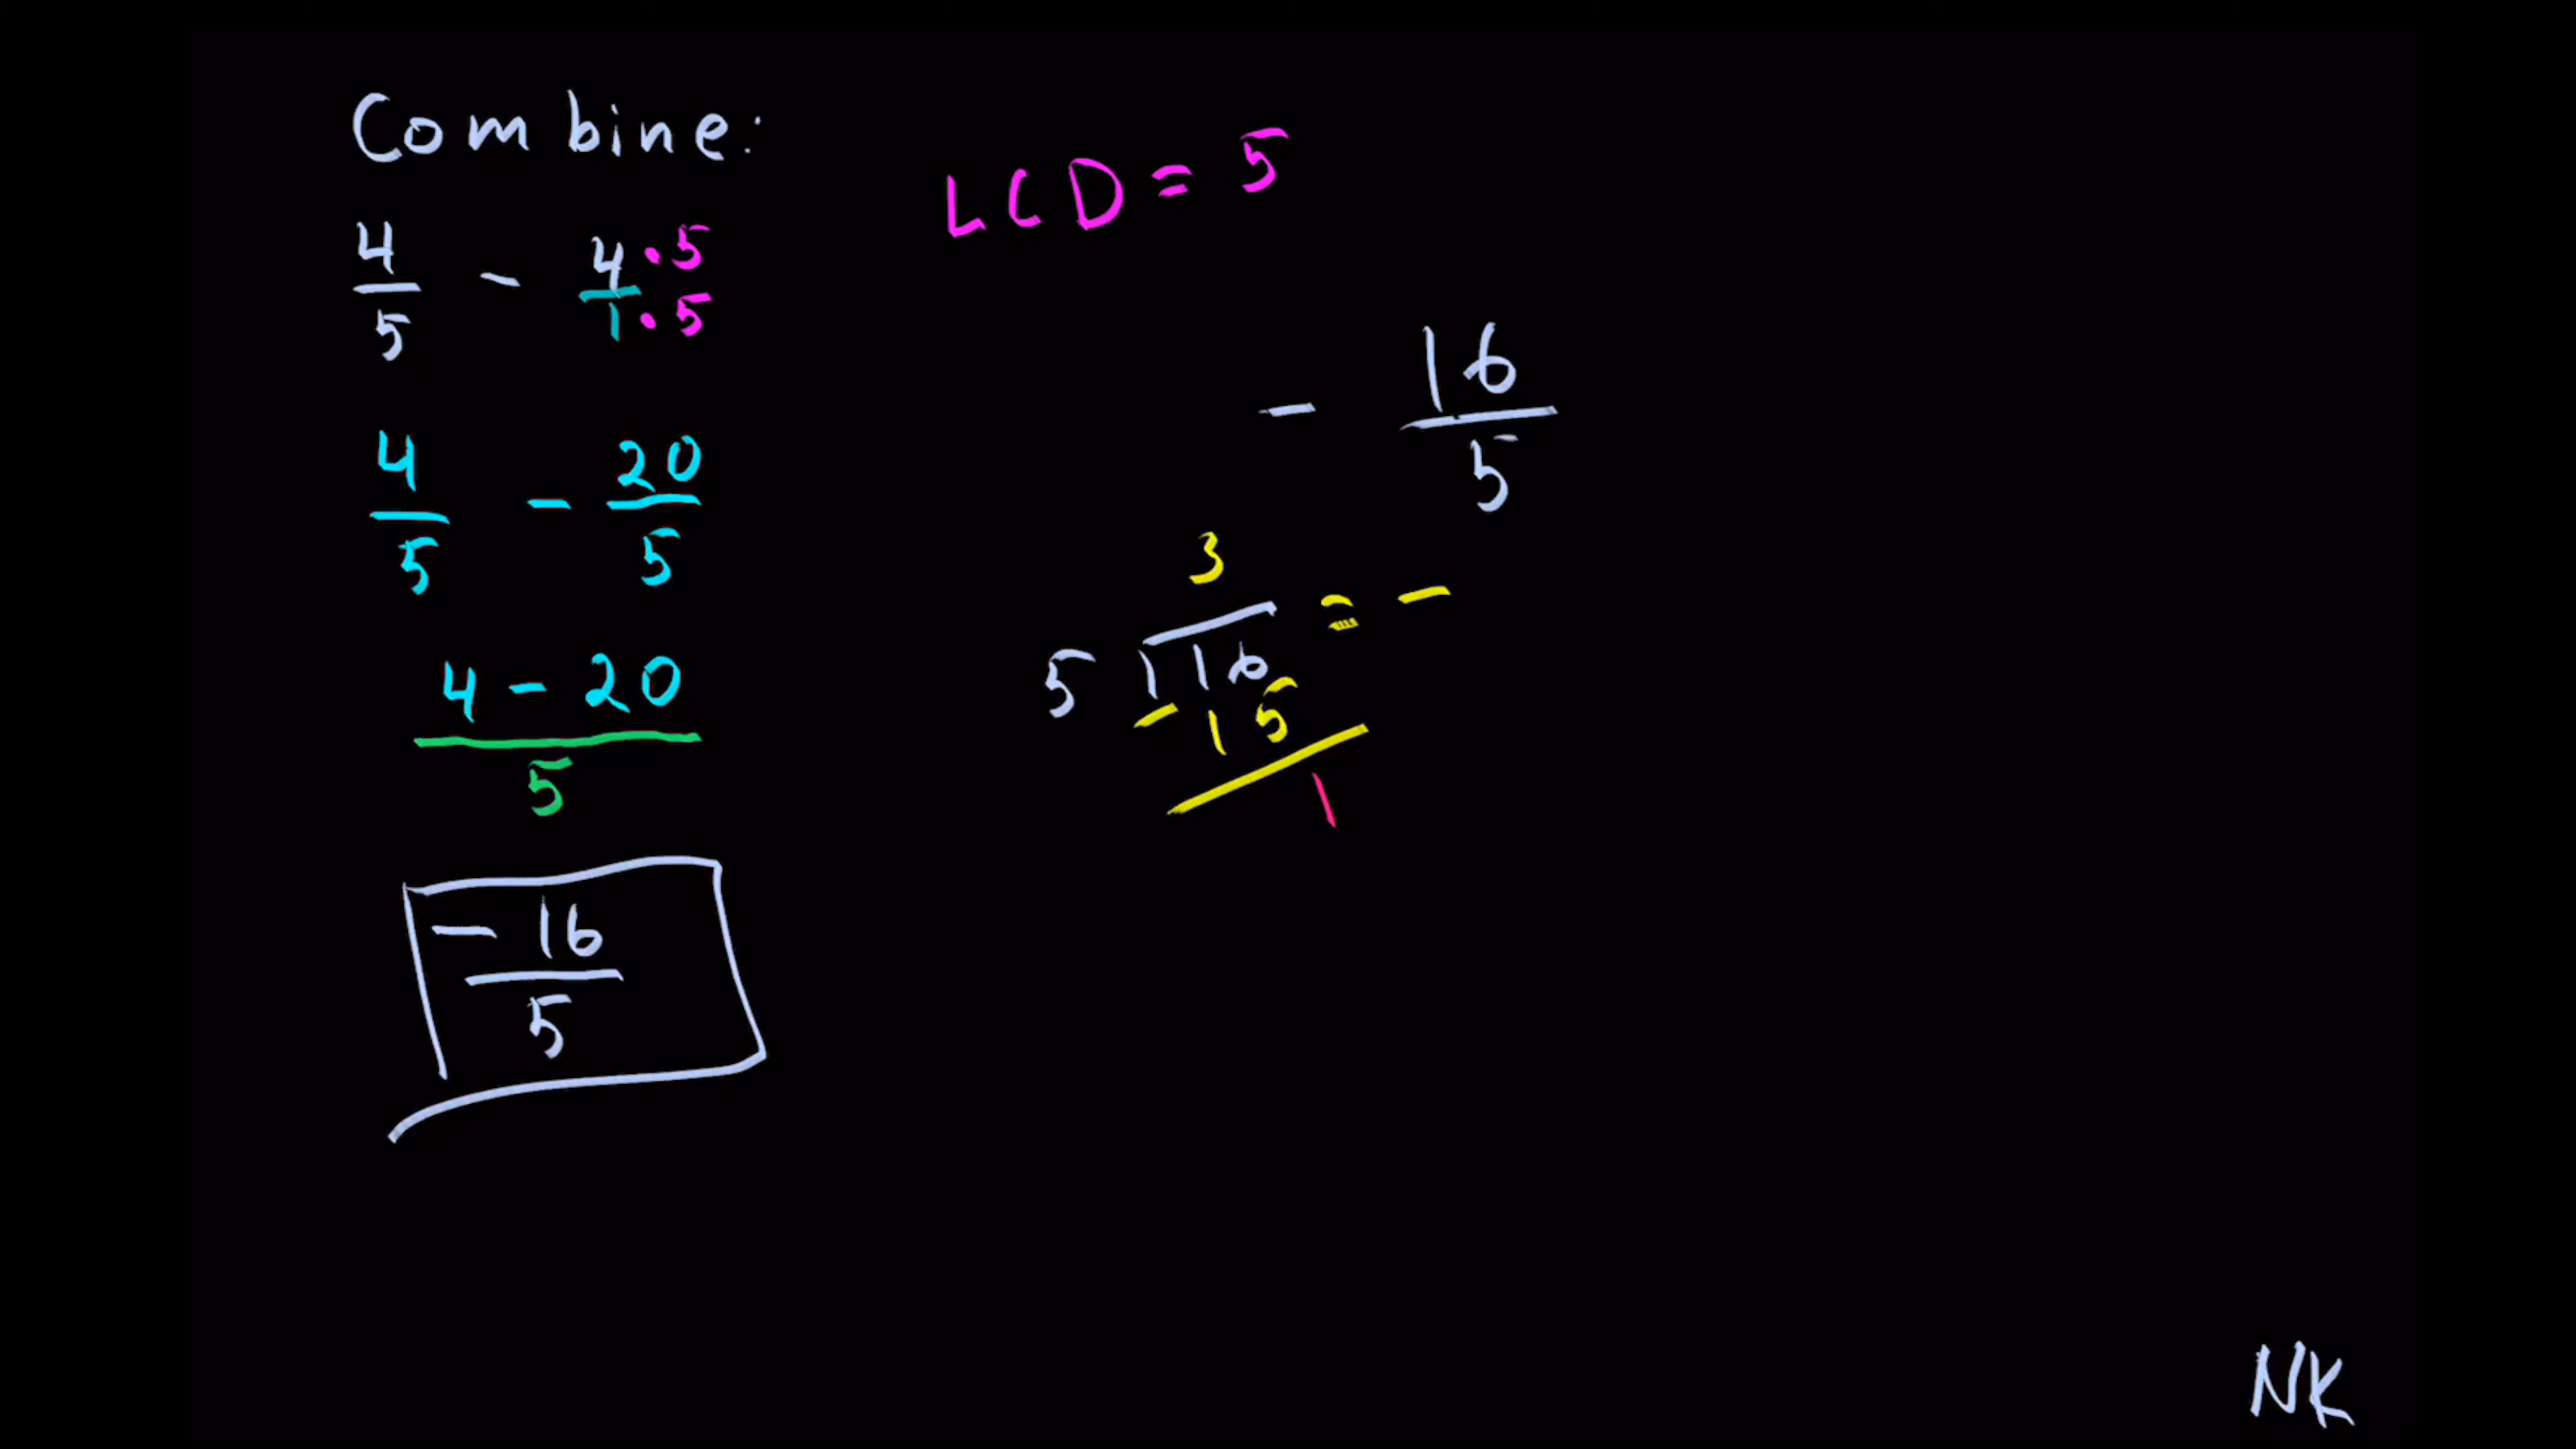 Combine:
4/5 - 4·5/1·5
4/5 - 20/5
4 - 20
5
- 16
5
LCD = 5
- 16/5
3
5 16 = -
- 15
1
NK